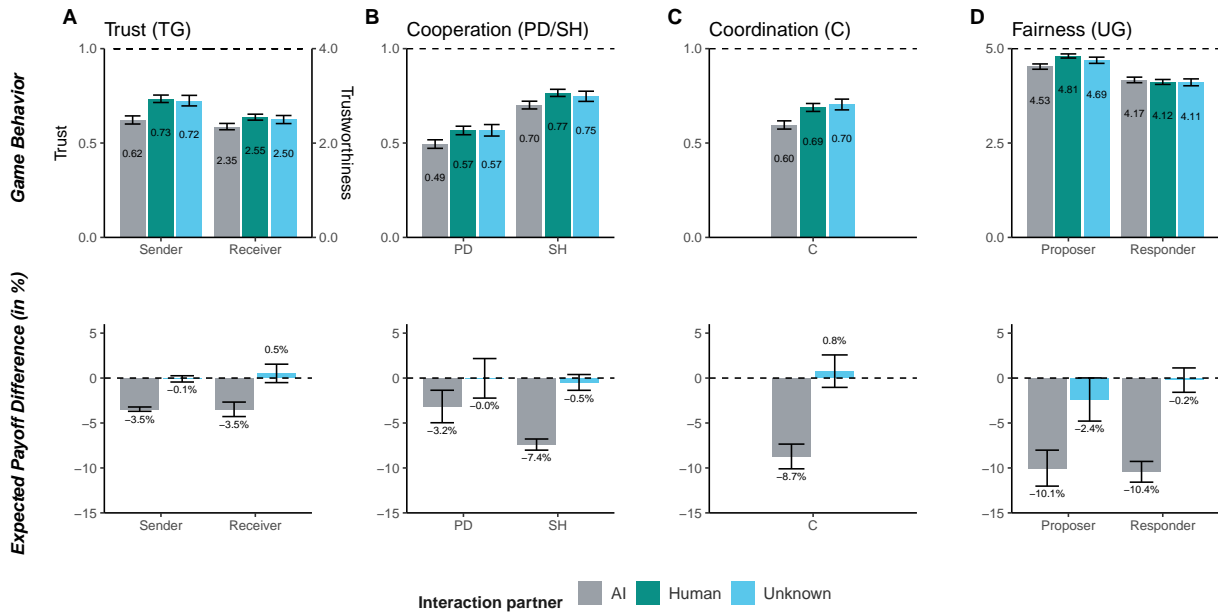 A
Trust (TG)
B
Cooperation (PD/SH)
C
Coordination (C)
D
Fairness (UG)
Game Behavior
Trust
1.0
0.5
0.0
0.62
0.73
0.72
2.35
2.55
2.50
Sender
Receiver
4.0
2.0
0.0
Trustworthiness
1.0
0.5
0.0
0.49
0.57
0.57
0.70
0.77
0.75
PD
SH
1.0
0.5
0.0
0.60
0.69
0.70
C
5.0
2.5
0.0
4.53
4.81
4.69
4.17
4.12
4.11
Proposer
Responder
Expected Payoff Difference (in %)
5
0
−5
−10
−15
−3.5%
−0.1%
−3.5%
0.5%
Sender
Receiver
5
0
−5
−10
−15
−3.2%
−0.0%
−7.4%
−0.5%
PD
SH
5
0
−5
−10
−15
−8.7%
0.8%
C
5
0
−5
−10
−15
−10.1%
−2.4%
−10.4%
−0.2%
Proposer
Responder
Interaction partner AI Human Unknown